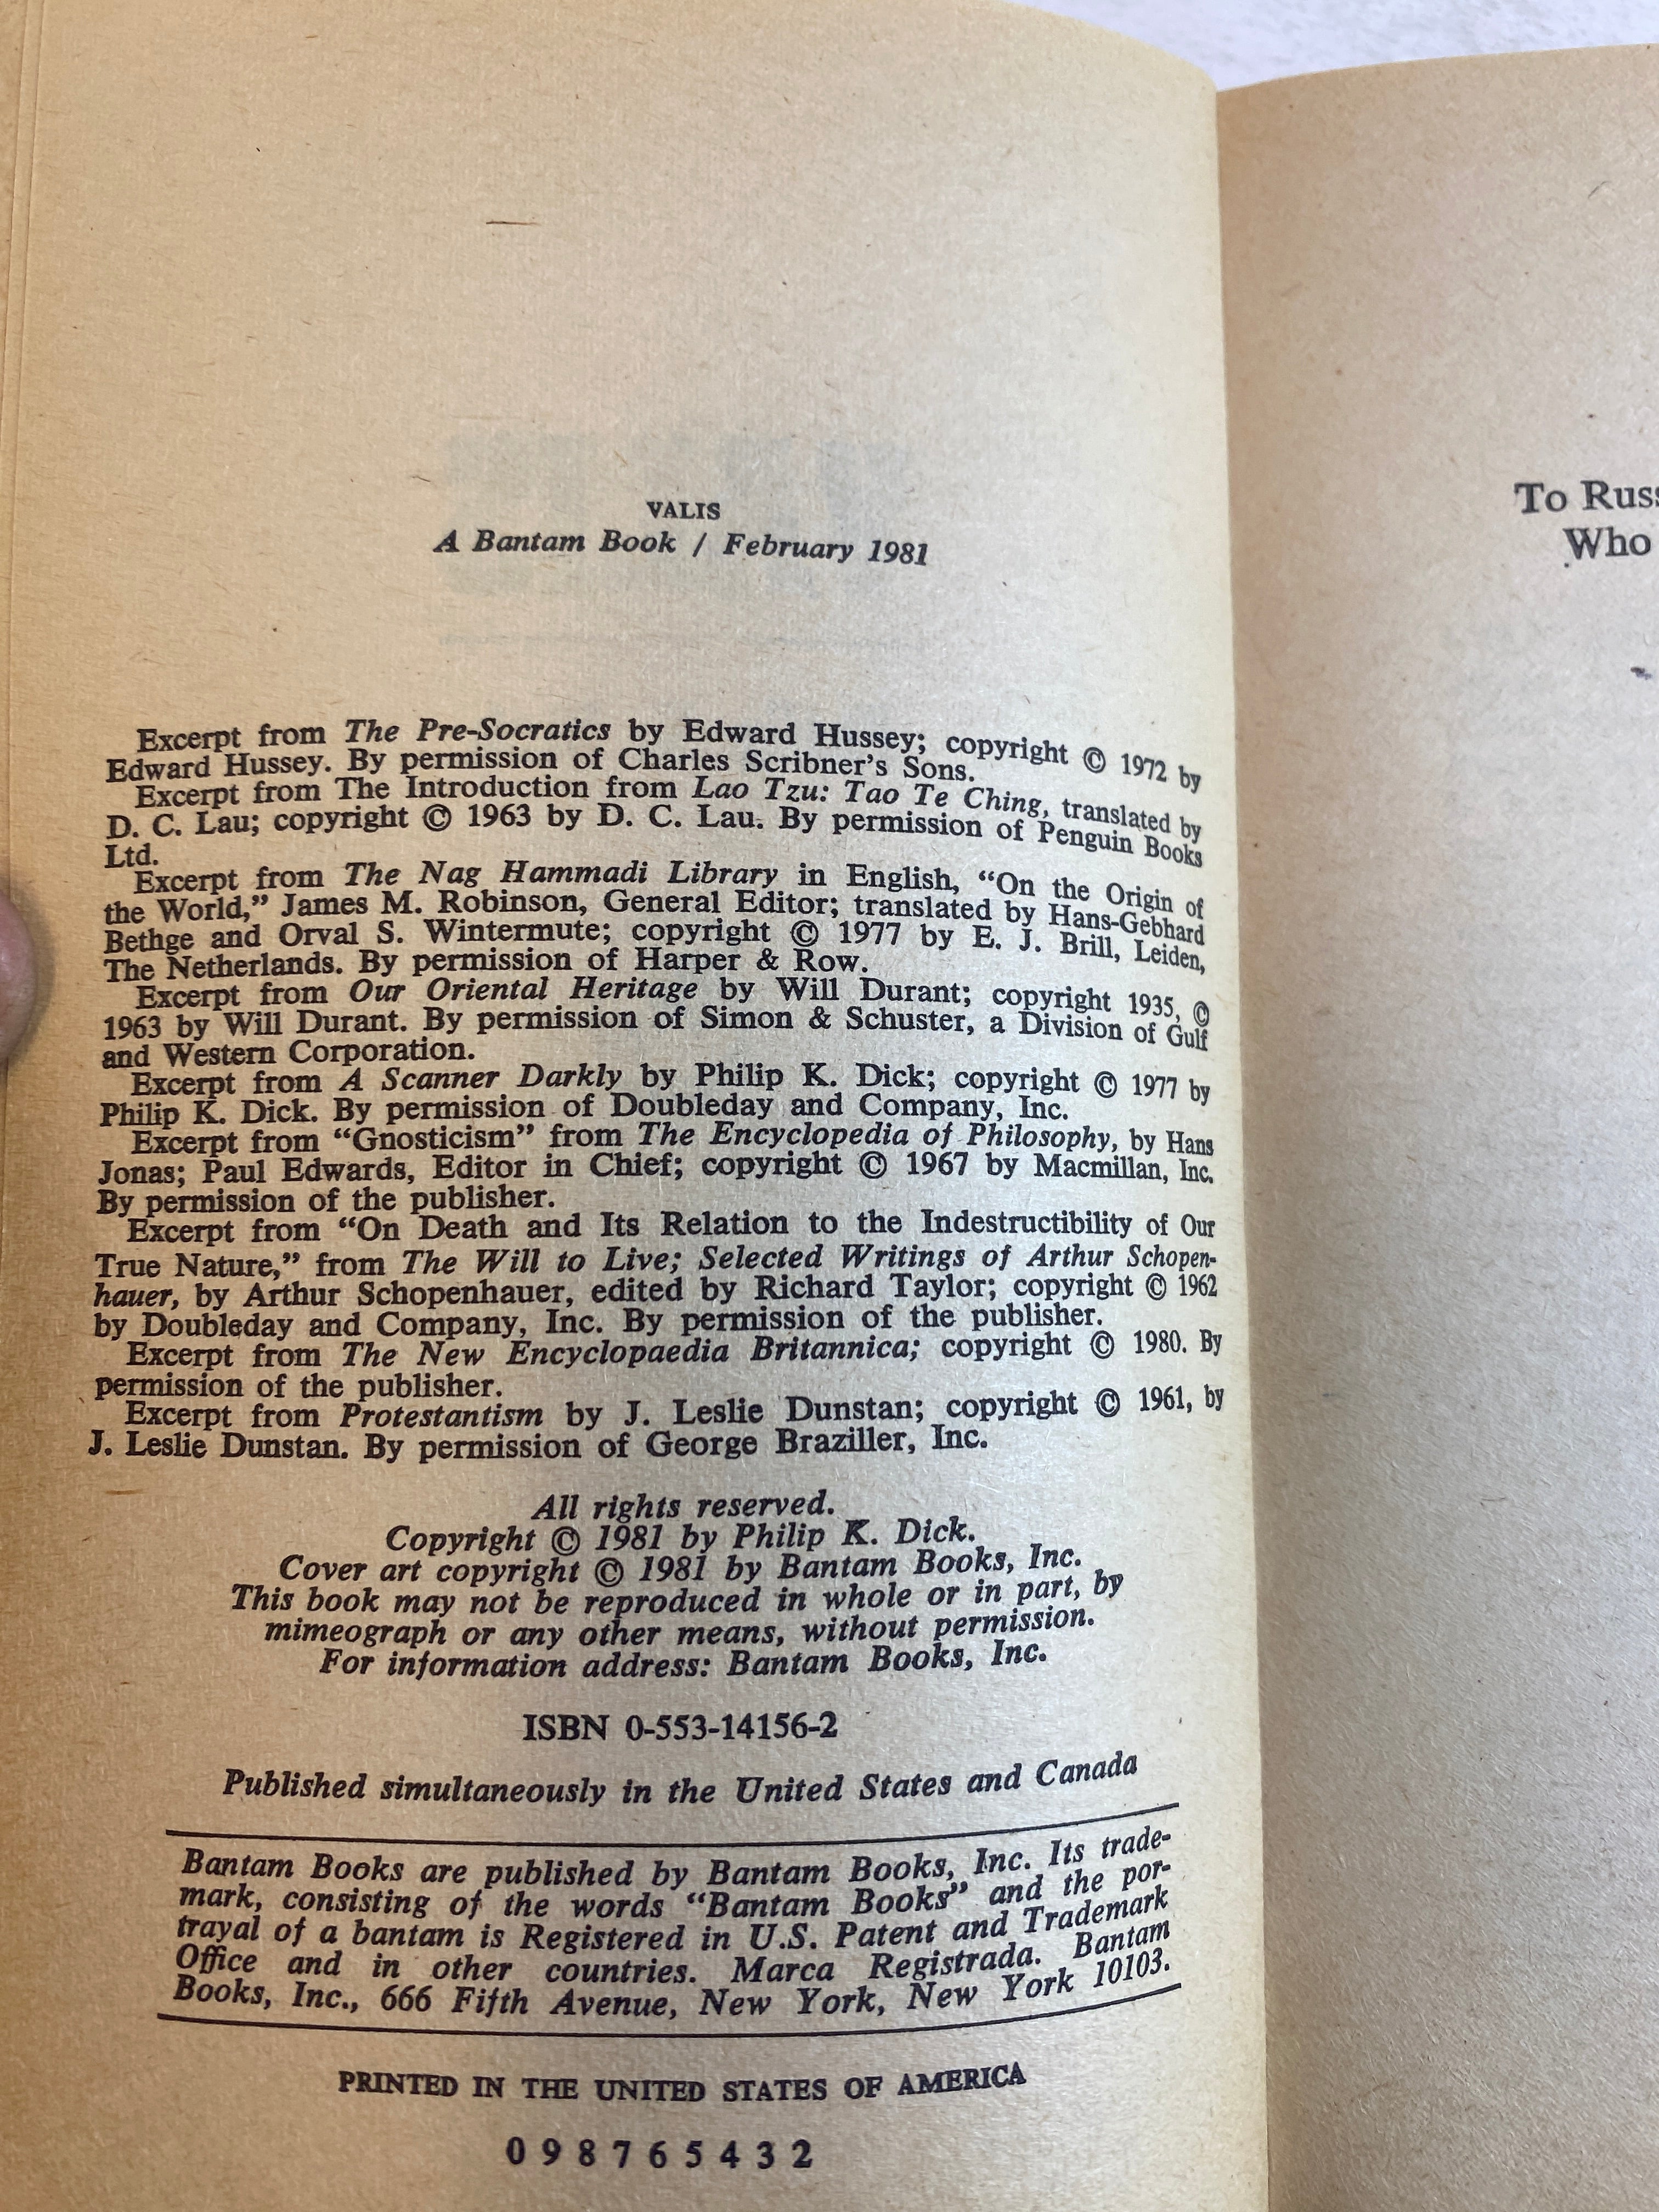 VALIS
A Bantam Book / February 1981
Excerpt from The Pre-Socratics by Edward Hussey; copyright © 1972 by
Edward Hussey. By permission of Charles Scribner's Sons.
Excerpt from The Introduction from Lao Tzu: Tao Te Ching, translated by
D. C. Lau; copyright © 1963 by D. C. Lau. By permission of Penguin Books
Ltd.
Excerpt from The Nag Hammadi Library in English, "On the Origin of
the World," James M. Robinson, General Editor; translated by Hans-Gebhard
Bethge and Orval S. Wintermute; copyright © 1977 by E. J. Brill, Leiden,
The Netherlands. By permission of Harper & Row.
Excerpt from Our Oriental Heritage by Will Durant; copyright 1935, ©
1963 by Will Durant. By permission of Simon & Schuster, a Division of Gulf
and Western Corporation.
Excerpt from A Scanner Darkly by Philip K. Dick; copyright © 1977 by
Philip K. Dick. By permission of Doubleday and Company, Inc.
Excerpt from "Gnosticism" from The Encyclopedia of Philosophy, by Hans
Jonas; Paul Edwards, Editor in Chief; copyright © 1967 by Macmillan, Inc.
By permission of the publisher.
Excerpt from "On Death and Its Relation to the Indestructibility of Our
True Nature," from The Will to Live; Selected Writings of Arthur Schopen-
hauer, by Arthur Schopenhauer, edited by Richard Taylor; copyright © 1962
by Doubleday and Company, Inc. By permission of the publisher.
Excerpt from The New Encyclopaedia Britannica; copyright © 1980. By
permission of the publisher.
Excerpt from Protestantism by J. Leslie Dunstan; copyright © 1961, by
J. Leslie Dunstan. By permission of George Braziller, Inc.
All rights reserved.
Copyright © 1981 by Philip K. Dick.
Cover art copyright © 1981 by Bantam Books, Inc.
This book may not be reproduced in whole or in part, by
mimeograph or any other means, without permission.
For information address: Bantam Books, Inc.
ISBN 0-553-14156-2
Published simultaneously in the United States and Canada
Bantam Books are published by Bantam Books, Inc. Its trade-
mark, consisting of the words "Bantam Books" and the por-
trayal of a bantam is Registered in U.S. Patent and Trademark
Office and in other countries. Marca Registrada. Bantam
Books, Inc., 666 Fifth Avenue, New York, New York 10103.
PRINTED IN THE UNITED STATES OF AMERICA
0 9 8 7 6 5 4 3 2
To
Who